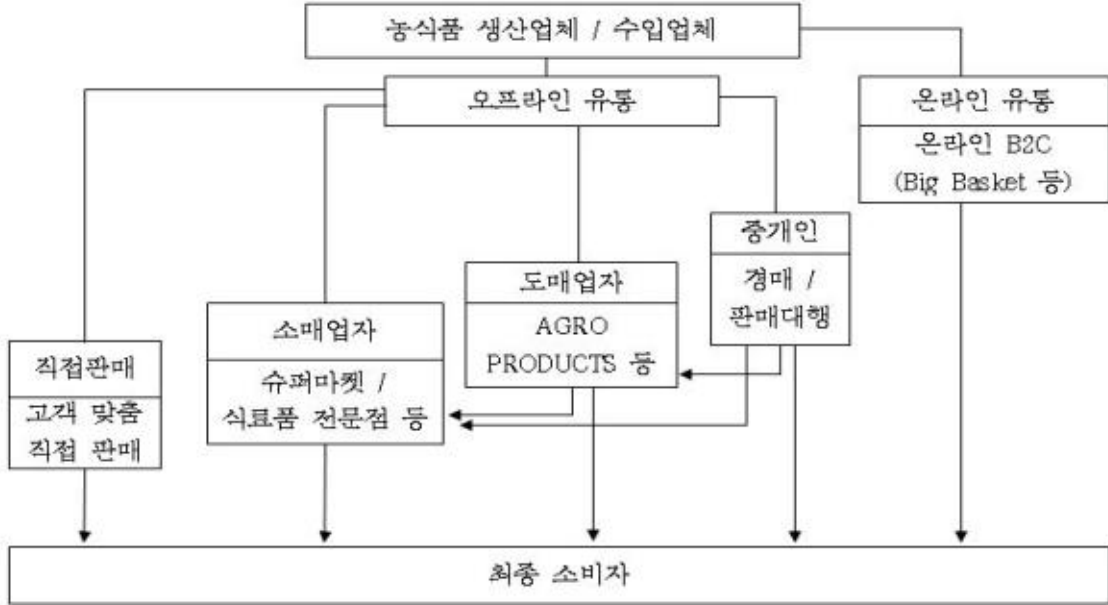 농식품 생산업체 / 수입업체
오프라인 유통
온라인 유통
온라인 B2C
(Big Basket 등)
중개인
경매 /
판매대행
도매업자
AGRO
PRODUCTS 등
소매업자
슈퍼마켓 /
식료품 전문점 등
직접판매
고객 맞춤
직접 판매
최종 소비자